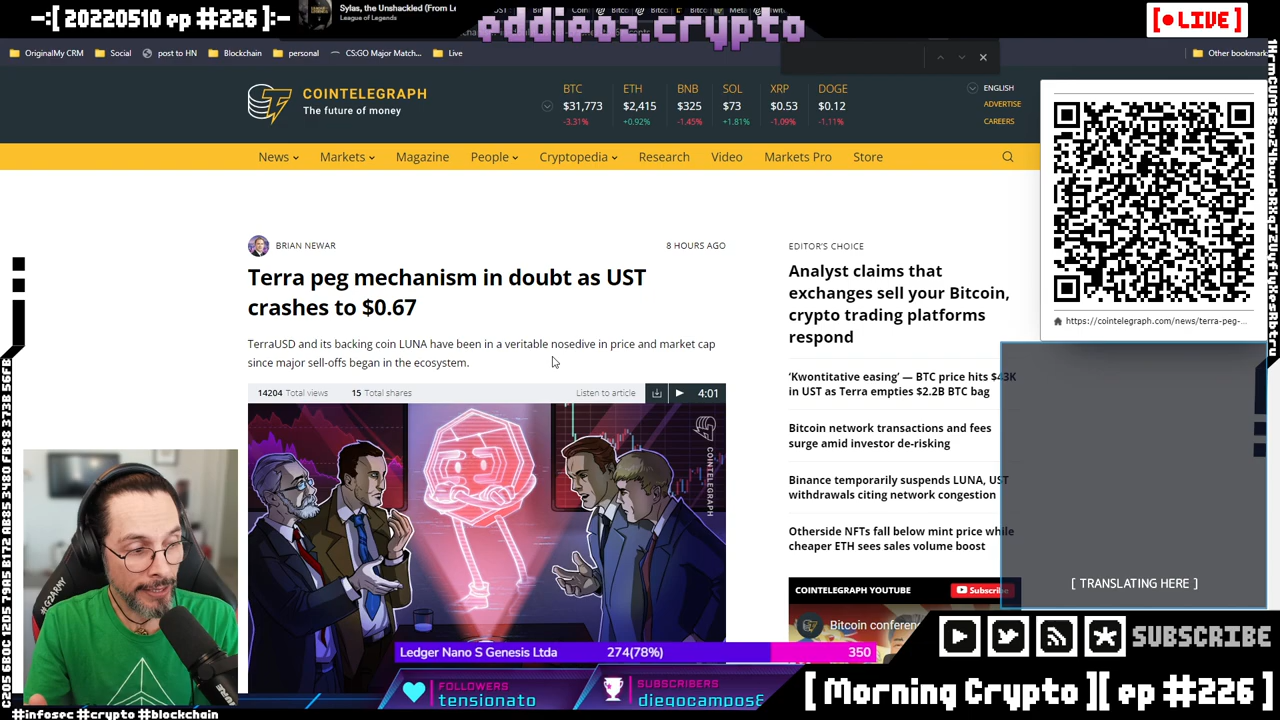 -:[ 20220510 ep #226 ]:-
Sylas, the Unshackled (From Le
League of Legends
eddieoz.crypto
[ LIVE ]
OriginalMy CRM
Social
post to HN
Blockchain
personal
CS:GO Major Match...
Live
Other bookmark
COINTELEGRAPH
The future of money
BTC
ETH
BNB
SOL
XRP
DOGE
$31,773
$2,415
$325
$73
$0.53
$0.12
-3.31%
+0.92%
-1.45%
+1.81%
-1.09%
-1.11%
ENGLISH
ADVERTISE
CAREERS
News
Markets
Magazine
People
Cryptopedia
Research
Video
Markets Pro
Store
BRIAN NEWAR
8 HOURS AGO
Terra peg mechanism in doubt as UST
crashes to $0.67
TerraUSD and its backing coin LUNA have been in a veritable nosedive in price and market cap
since major sell-offs began in the ecosystem.
14204 Total views
15 Total shares
Listen to article
4:01
COINTELEGRAPH
EDITOR'S CHOICE
Analyst claims that
exchanges sell your Bitcoin,
crypto trading platforms
respond
‘Kwontitative easing’ — BTC price hits $43K
in UST as Terra empties $2.2B BTC bag
Bitcoin network transactions and fees
surge amid investor de-risking
Binance temporarily suspends LUNA, UST
withdrawals citing network congestion
Otherside NFTs fall below mint price while
cheaper ETH sees sales volume boost
COINTELEGRAPH YOUTUBE
Subscribe
Bitcoin conferen
https://cointelegraph.com/news/terra-peg-...
[ TRANSLATING HERE ]
SUBSCRIBE
Ledger Nano S Genesis Ltda
274(78%)
350
FOLLOWERS
tensionato
SUBSCRIBERS
diegocampos8
[ Morning Crypto ][ ep #226 ]
#infosec #crypto #blockchain